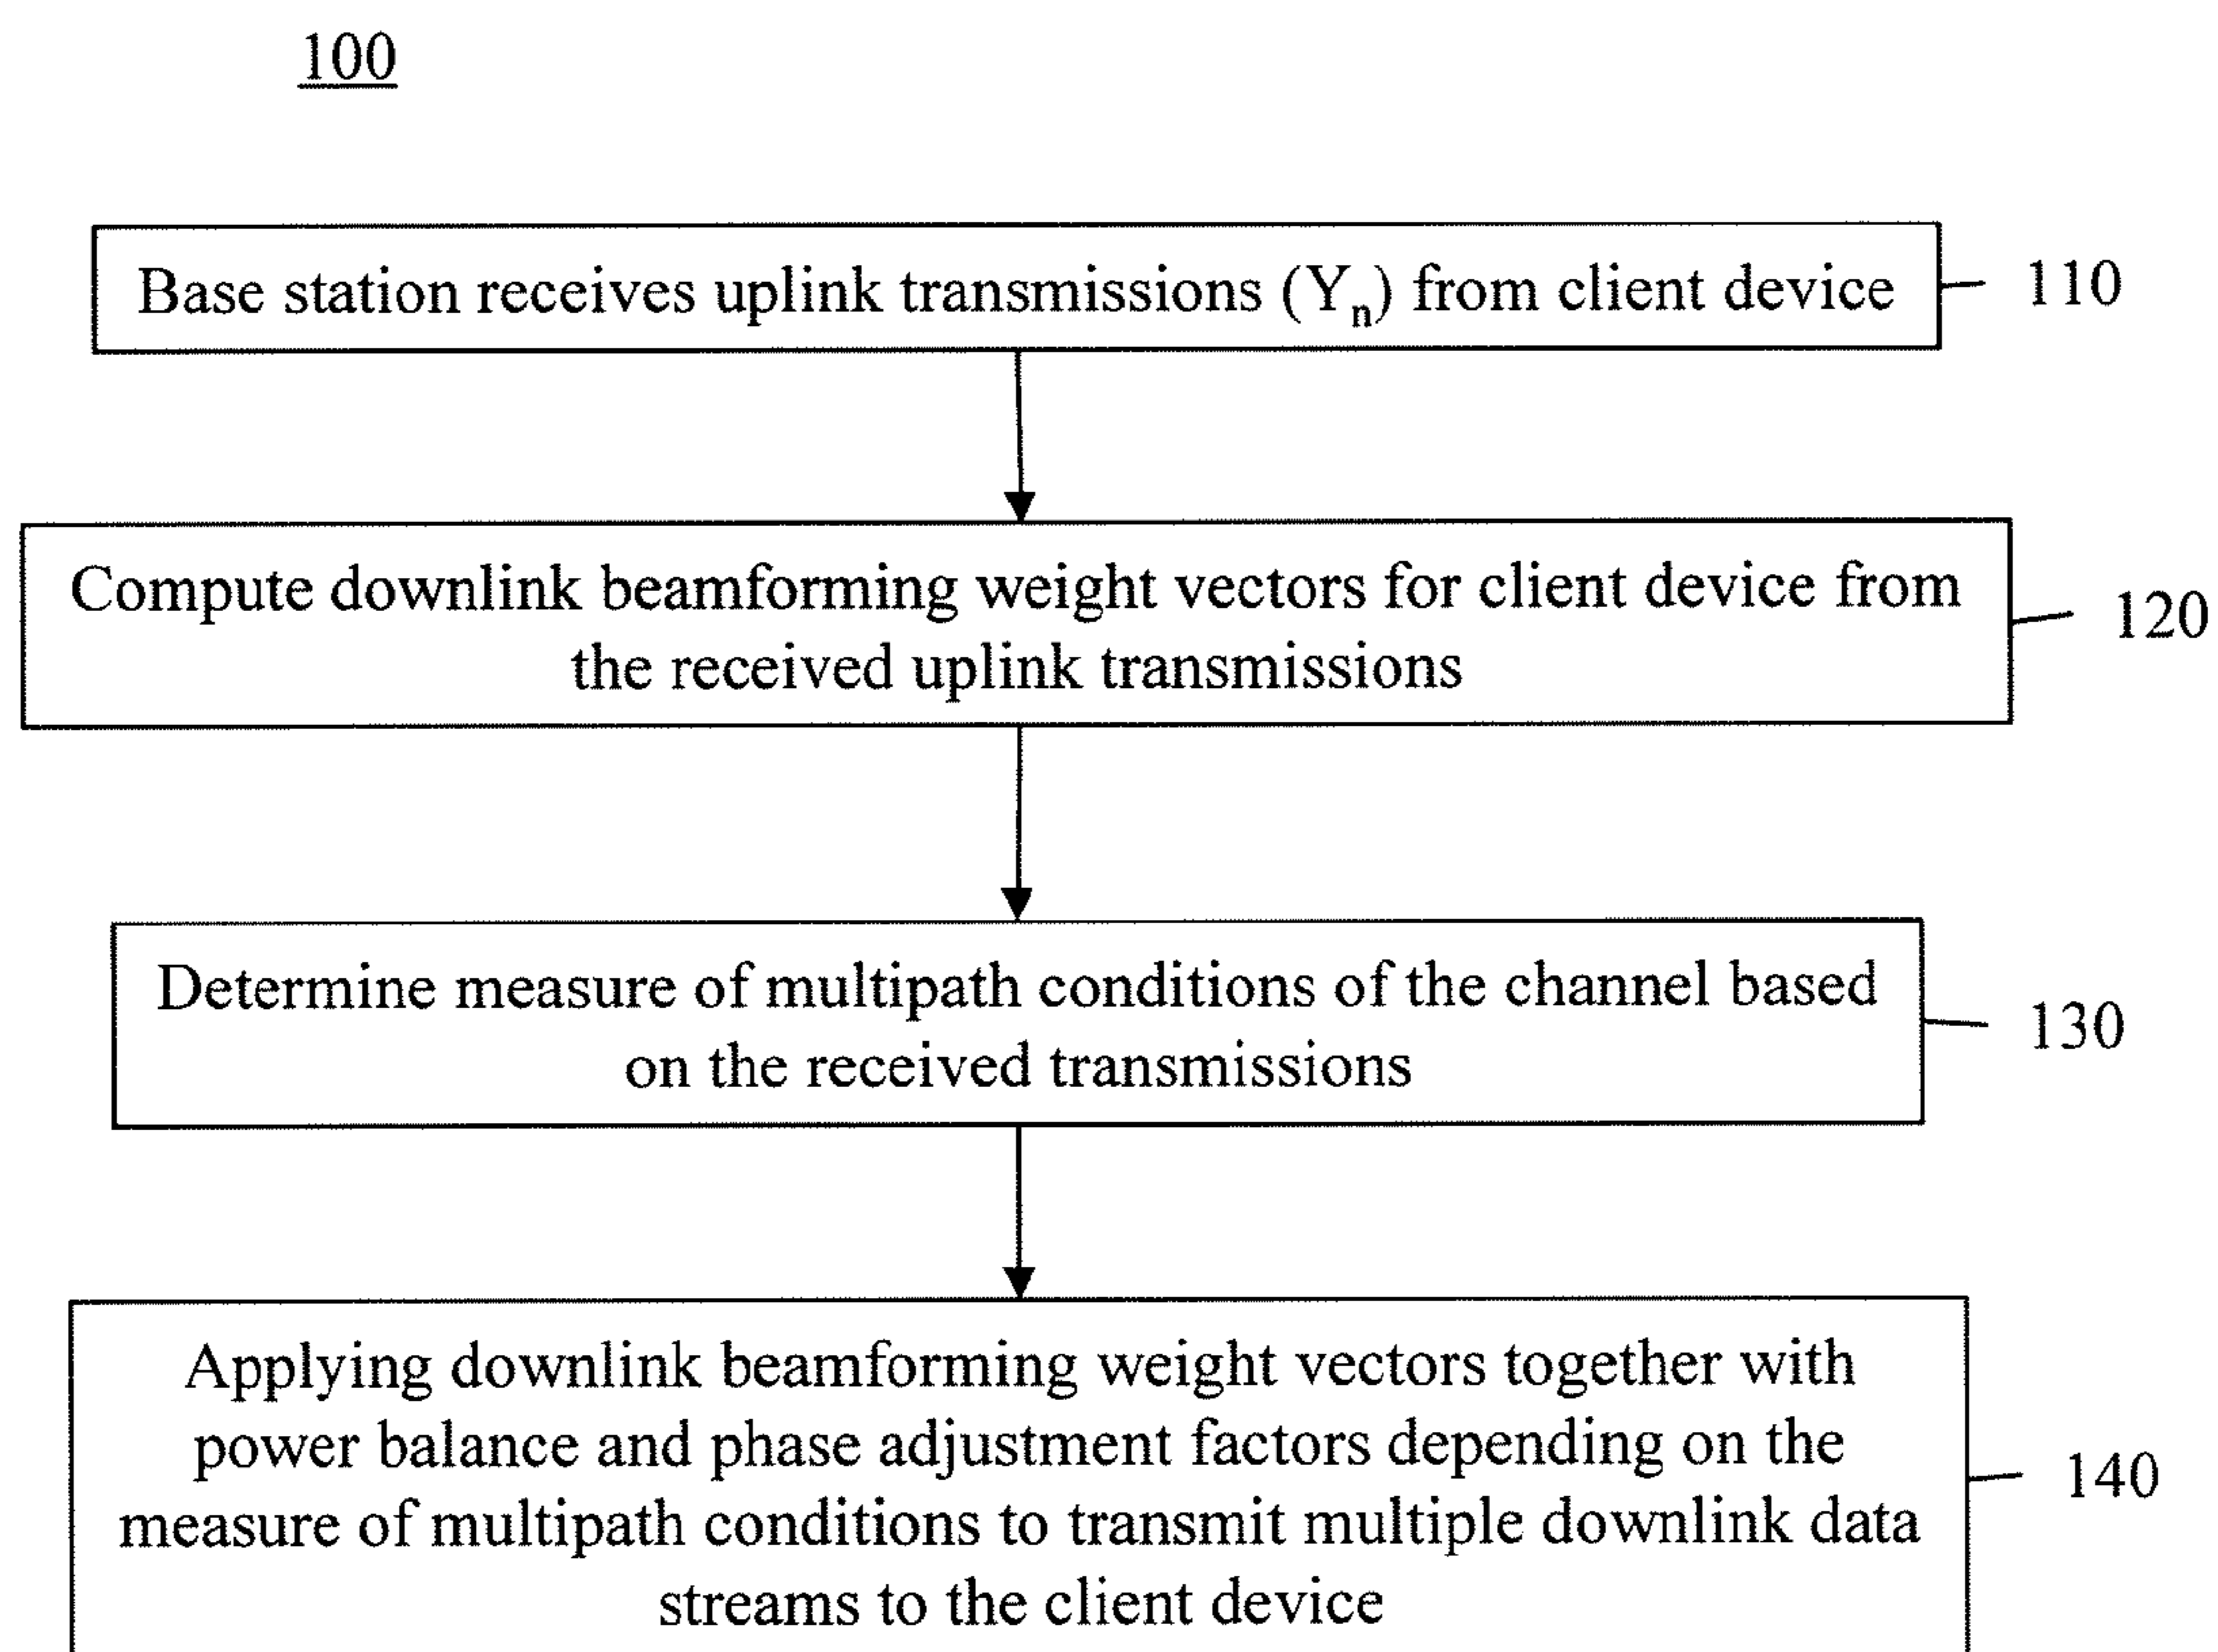 100
Base station receives uplink transmissions (Yn) from client device
110
Compute downlink beamforming weight vectors for client device from
the received uplink transmissions
120
Determine measure of multipath conditions of the channel based
on the received transmissions
130
Applying downlink beamforming weight vectors together with
power balance and phase adjustment factors depending on the
measure of multipath conditions to transmit multiple downlink data
streams to the client device
140